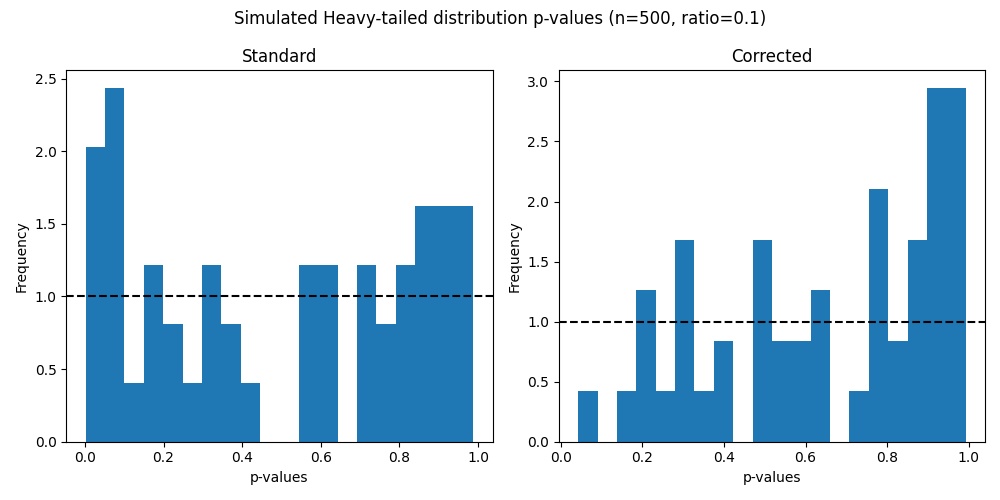 Simulated Heavy-tailed distribution p-values (n=500, ratio=0.1)
Standard
Frequency
2.5
2.0
1.5
1.0
0.5
0.0
0.0 0.2 0.4 0.6 0.8 1.0
p-values
Corrected
Frequency
3.0
2.5
2.0
1.5
1.0
0.5
0.0
0.0 0.2 0.4 0.6 0.8 1.0
p-values